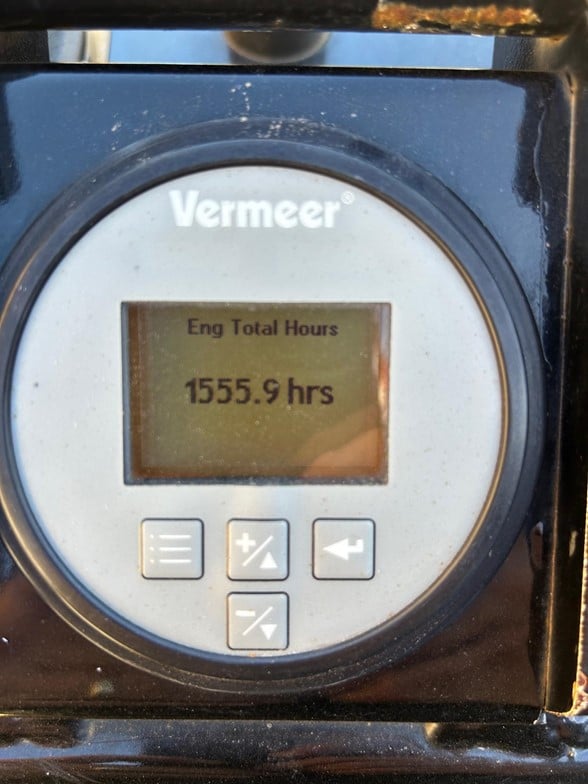 Vermeer®
Eng Total Hours
1555.9 hrs
+/▲
-/▼